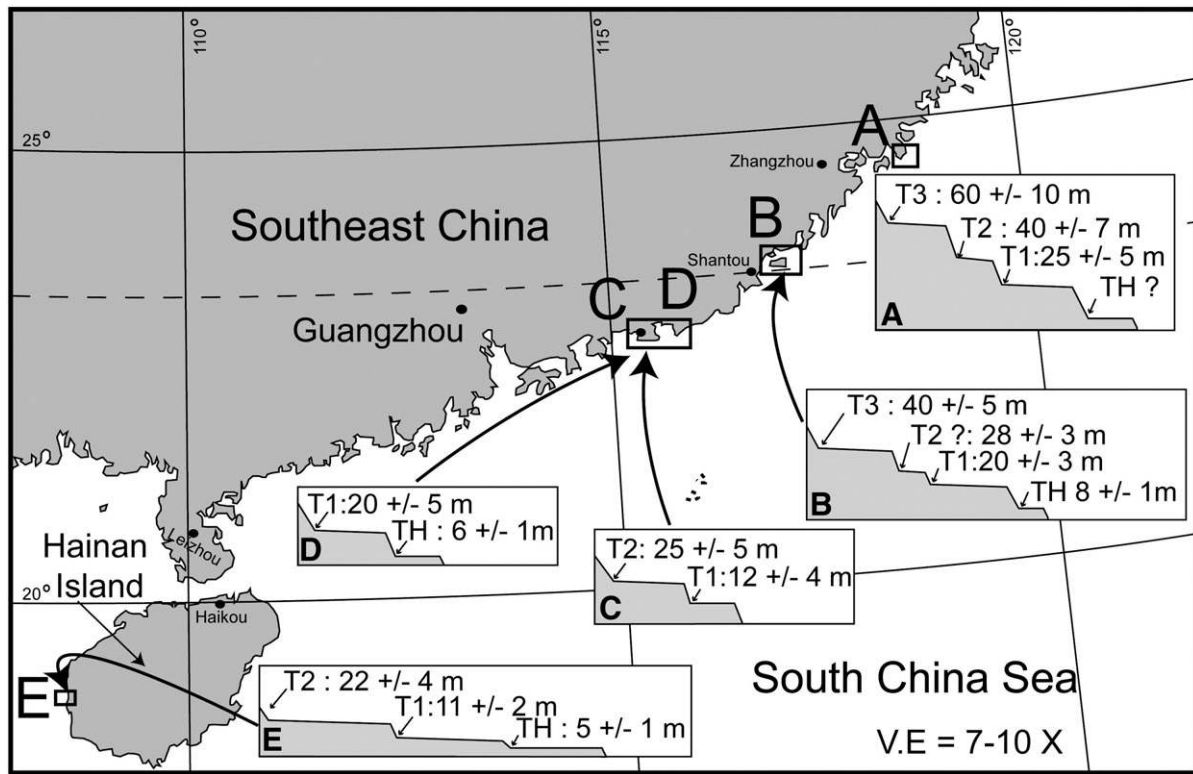 110°
115°
120°
25°
A
Zhangzhou
T3 : 60 +/- 10 m
T2 : 40 +/- 7 m
T1:25 +/- 5 m
TH ?
A
Southeast China
B
Shantou
C
D
Guangzhou
T3 : 40 +/- 5 m
T2 ?: 28 +/- 3 m
T1:20 +/- 3 m
TH 8 +/- 1m
B
T1:20 +/- 5 m
TH : 6 +/- 1m
D
T2: 25 +/- 5 m
T1:12 +/- 4 m
C
Leizhou
Hainan
Island
20°
Haikou
E
T2 : 22 +/- 4 m
T1:11 +/- 2 m
TH : 5 +/- 1 m
E
South China Sea
V.E = 7-10 X